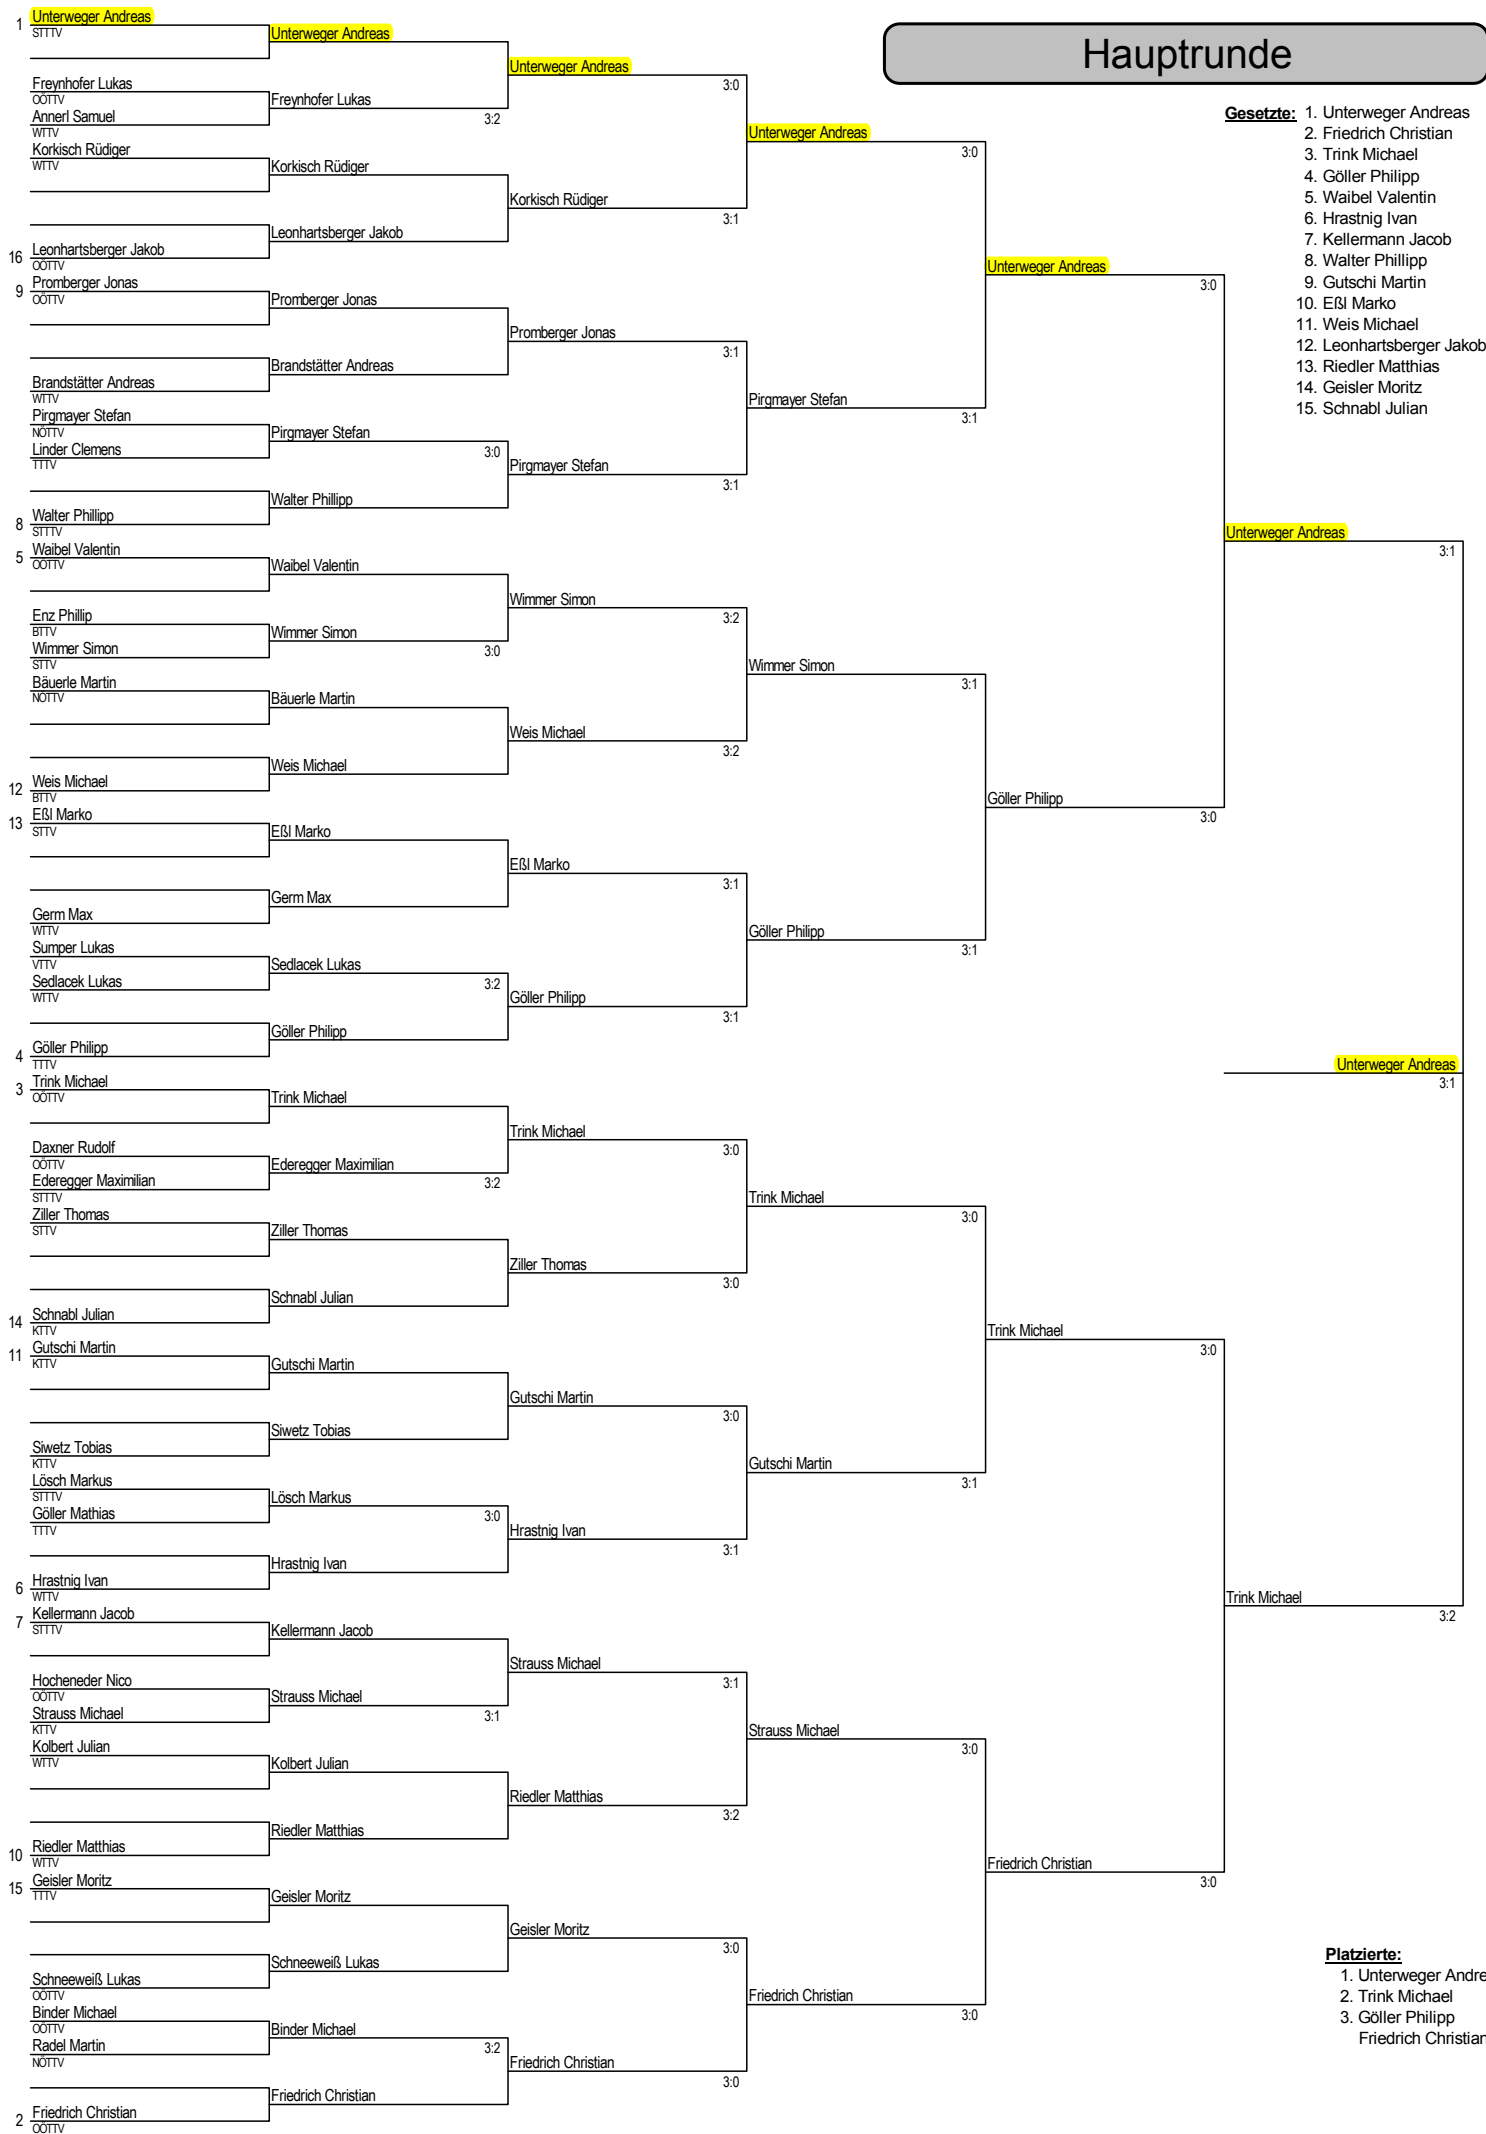 Hauptrunde
Gesetzte: 1. Unterweger Andreas
2. Friedrich Christian
3. Trink Michael
4. Göller Philipp
5. Waibel Valentin
6. Hrastnig Ivan
7. Kellermann Jacob
8. Walter Phillipp
9. Gutschi Martin
10. Eßl Marko
11. Weis Michael
12. Leonhartsberger Jakob
13. Riedler Matthias
14. Geisler Moritz
15. Schnabl Julian
1 Unterweger Andreas
STTTV
Freynhofer Lukas
OÖTTV
Annerl Samuel
WTTV
Korkisch Rüdiger
WTTV
16 Leonhartsberger Jakob
OÖTTV
9 Promberger Jonas
OÖTTV
Brandstätter Andreas
WTTV
Pirgmayer Stefan
NÖTTV
Linder Clemens
TTTV
8 Walter Phillipp
STTTV
5 Waibel Valentin
OÖTTV
Enz Phillip
BTTV
Wimmer Simon
STTV
Bäuerle Martin
NÖTTV
12 Weis Michael
BTTV
13 Eßl Marko
STTV
Germ Max
WTTV
Sumper Lukas
VTTV
Sedlacek Lukas
WTTV
4 Göller Philipp
TTTV
3 Trink Michael
OÖTTV
Daxner Rudolf
OÖTTV
Ederegger Maximilian
STTTV
Ziller Thomas
STTV
14 Schnabl Julian
KTTV
11 Gutschi Martin
KTTV
Siwetz Tobias
KTTV
Lösch Markus
STTTV
Göller Mathias
TTTV
6 Hrastnig Ivan
WTTV
7 Kellermann Jacob
STTTV
Hocheneder Nico
OÖTTV
Strauss Michael
KTTV
Kolbert Julian
WTTV
10 Riedler Matthias
WTTV
15 Geisler Moritz
TTTV
Schneeweiß Lukas
OÖTTV
Binder Michael
OÖTTV
Radel Martin
NÖTTV
2 Friedrich Christian
OÖTTV
Unterweger Andreas
Freynhofer Lukas
3:2
Korkisch Rüdiger
Leonhartsberger Jakob
Promberger Jonas
Brandstätter Andreas
Pirgmayer Stefan
3:0
Walter Phillipp
Waibel Valentin
Wimmer Simon
3:0
Bäuerle Martin
Weis Michael
Eßl Marko
Germ Max
Sedlacek Lukas
3:2
Göller Philipp
Trink Michael
Ederegger Maximilian
3:2
Ziller Thomas
Schnabl Julian
Gutschi Martin
Siwetz Tobias
Lösch Markus
3:0
Hrastnig Ivan
Kellermann Jacob
Strauss Michael
3:1
Kolbert Julian
Riedler Matthias
Geisler Moritz
Schneeweiß Lukas
Binder Michael
3:2
Friedrich Christian
Unterweger Andreas
3:0
Korkisch Rüdiger
3:1
Promberger Jonas
3:1
Pirgmayer Stefan
3:1
Wimmer Simon
3:2
Weis Michael
3:2
Eßl Marko
3:1
Göller Philipp
3:1
Trink Michael
3:0
Ziller Thomas
3:0
Gutschi Martin
3:0
Hrastnig Ivan
3:1
Strauss Michael
3:1
Riedler Matthias
3:2
Geisler Moritz
3:0
Friedrich Christian
3:0
Unterweger Andreas
3:0
Pirgmayer Stefan
3:1
Wimmer Simon
3:1
Göller Philipp
3:1
Trink Michael
3:0
Gutschi Martin
3:1
Strauss Michael
3:0
Friedrich Christian
3:0
Unterweger Andreas
3:0
Göller Philipp
3:0
Trink Michael
3:0
Friedrich Christian
3:0
Unterweger Andreas
3:1
Trink Michael
3:2
Unterweger Andreas
3:1
Platzierte:
1. Unterweger Andre
2. Trink Michael
3. Göller Philipp
Friedrich Christian